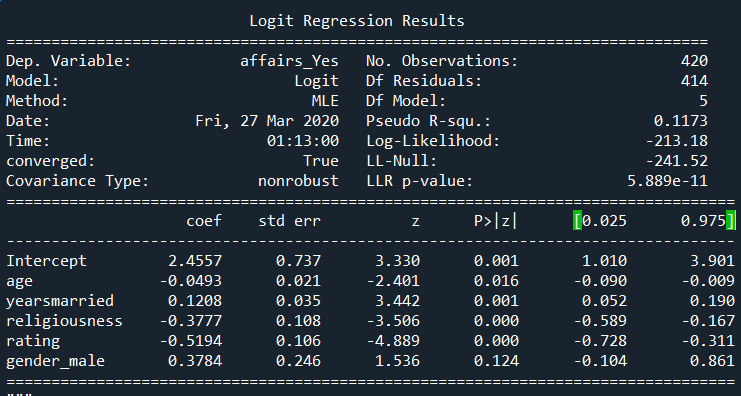 Logit Regression Results
==============================================================================
Dep. Variable: affairs_Yes No. Observations: 420
Model: Logit Df Residuals: 414
Method: MLE Df Model: 5
Date: Fri, 27 Mar 2020 Pseudo R-squ.: 0.1173
Time: 01:13:00 Log-Likelihood: -213.18
converged: True LL-Null: -241.52
Covariance Type: nonrobust LLR p-value: 5.889e-11
=================================================================================
coef std err z P>|z| [0.025 0.975]
---------------------------------------------------------------------------------
Intercept 2.4557 0.737 3.330 0.001 1.010 3.901
age -0.0493 0.021 -2.401 0.016 -0.090 -0.009
yearsmarried 0.1208 0.035 3.442 0.001 0.052 0.190
religiousness -0.3777 0.108 -3.506 0.000 -0.589 -0.167
rating -0.5194 0.106 -4.889 0.000 -0.728 -0.311
gender_male 0.3784 0.246 1.536 0.124 -0.104 0.861
=================================================================================
"""